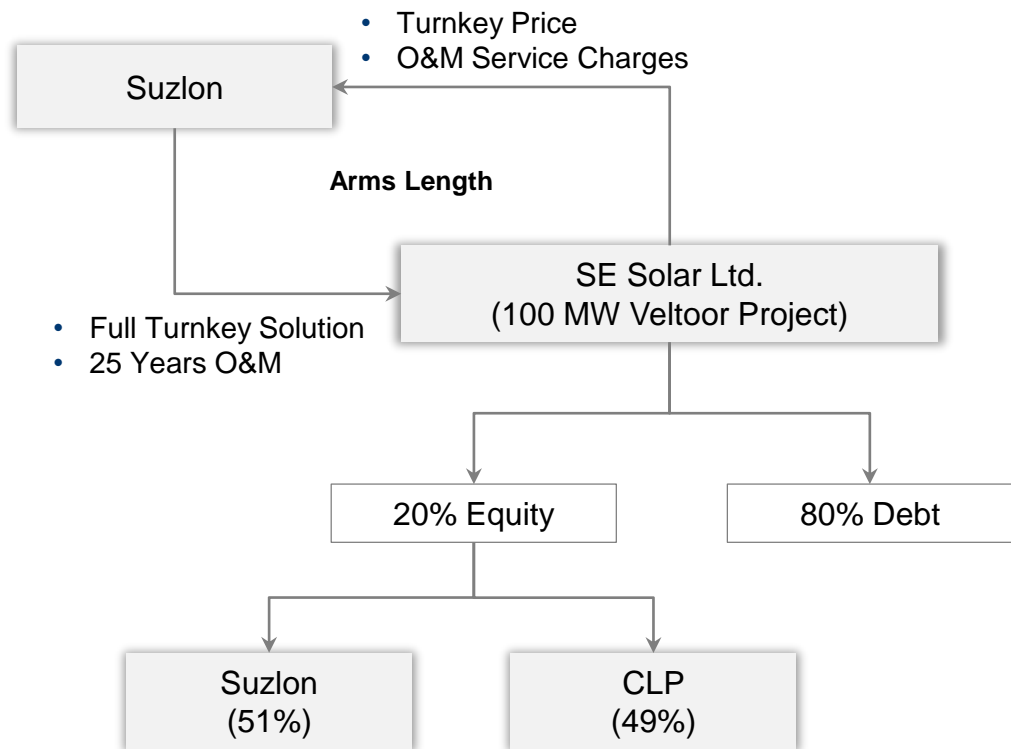 • Turnkey Price
• O&M Service Charges
Suzlon
Arms Length
SE Solar Ltd.
(100 MW Veltoor Project)
• Full Turnkey Solution
• 25 Years O&M
20% Equity
80% Debt
Suzlon
(51%)
CLP
(49%)